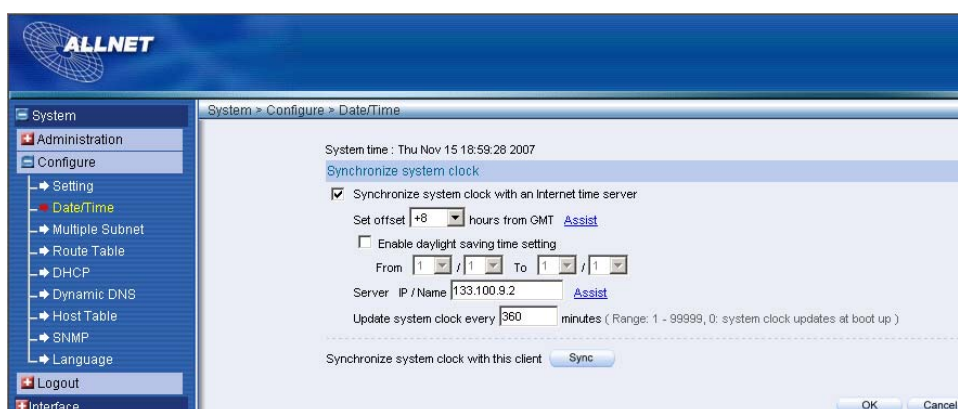 ALLNET
System
System > Configure > Date/Time
Administration
Configure
Setting
Date/Time
Multiple Subnet
Route Table
DHCP
Dynamic DNS
Host Table
SNMP
Language
Logout
Interface
System time : Thu Nov 15 18:59:28 2007
Synchronize system clock
Synchronize system clock with an Internet time server
Set offset +8 hours from GMT Assist
Enable daylight saving time setting
From 1 / 1 To 1 / 1
Server IP / Name 133.100.9.2 Assist
Update system clock every 360 minutes ( Range: 1 - 99999, 0: system clock updates at boot up )
Synchronize system clock with this client Sync
OK Cancel